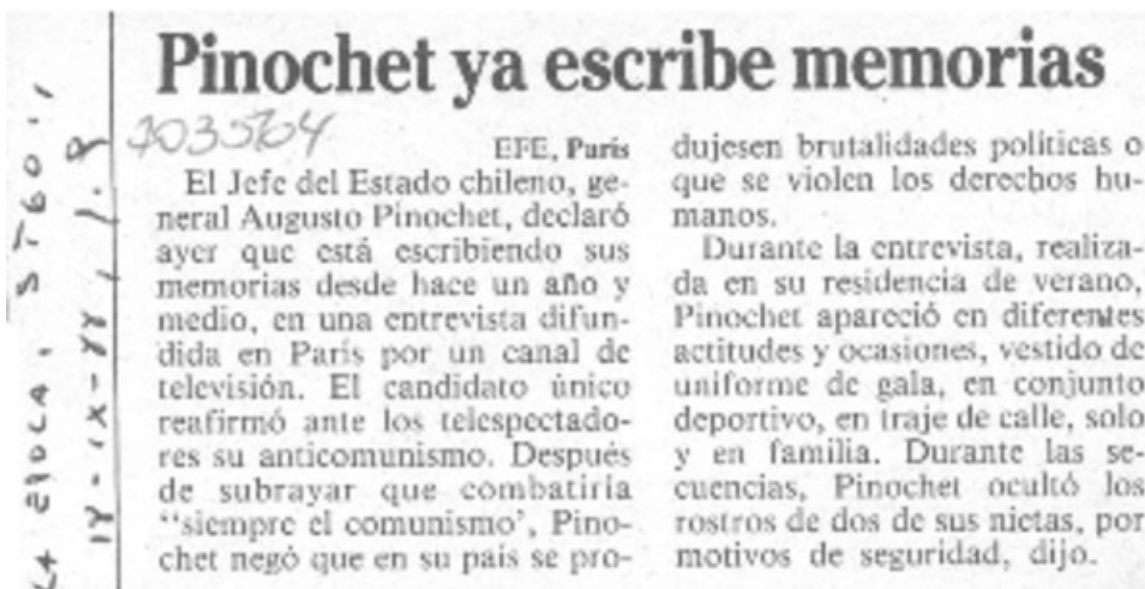 Pinochet ya escribe memorias
EFE, París
El Jefe del Estado chileno, ge-
neral Augusto Pinochet, declaró
ayer que está escribiendo sus
memorias desde hace un año y
medio, en una entrevista difun-
dida en París por un canal de
televisión. El candidato único
reafirmó ante los telespectado-
res su anticomunismo. Después
de subrayar que combatiría
“siempre el comunismo’, Pino-
chet negó que en su país se pro-
dujesen brutalidades políticas o
que se violen los derechos hu-
manos.
Durante la entrevista, realiza-
da en su residencia de verano,
Pinochet apareció en diferentes
actitudes y ocasiones, vestido de
uniforme de gala, en conjunto
deportivo, en traje de calle, solo
y en familia. Durante las se-
cuencias, Pinochet ocultó los
rostros de dos de sus nietas, por
motivos de seguridad, dijo.